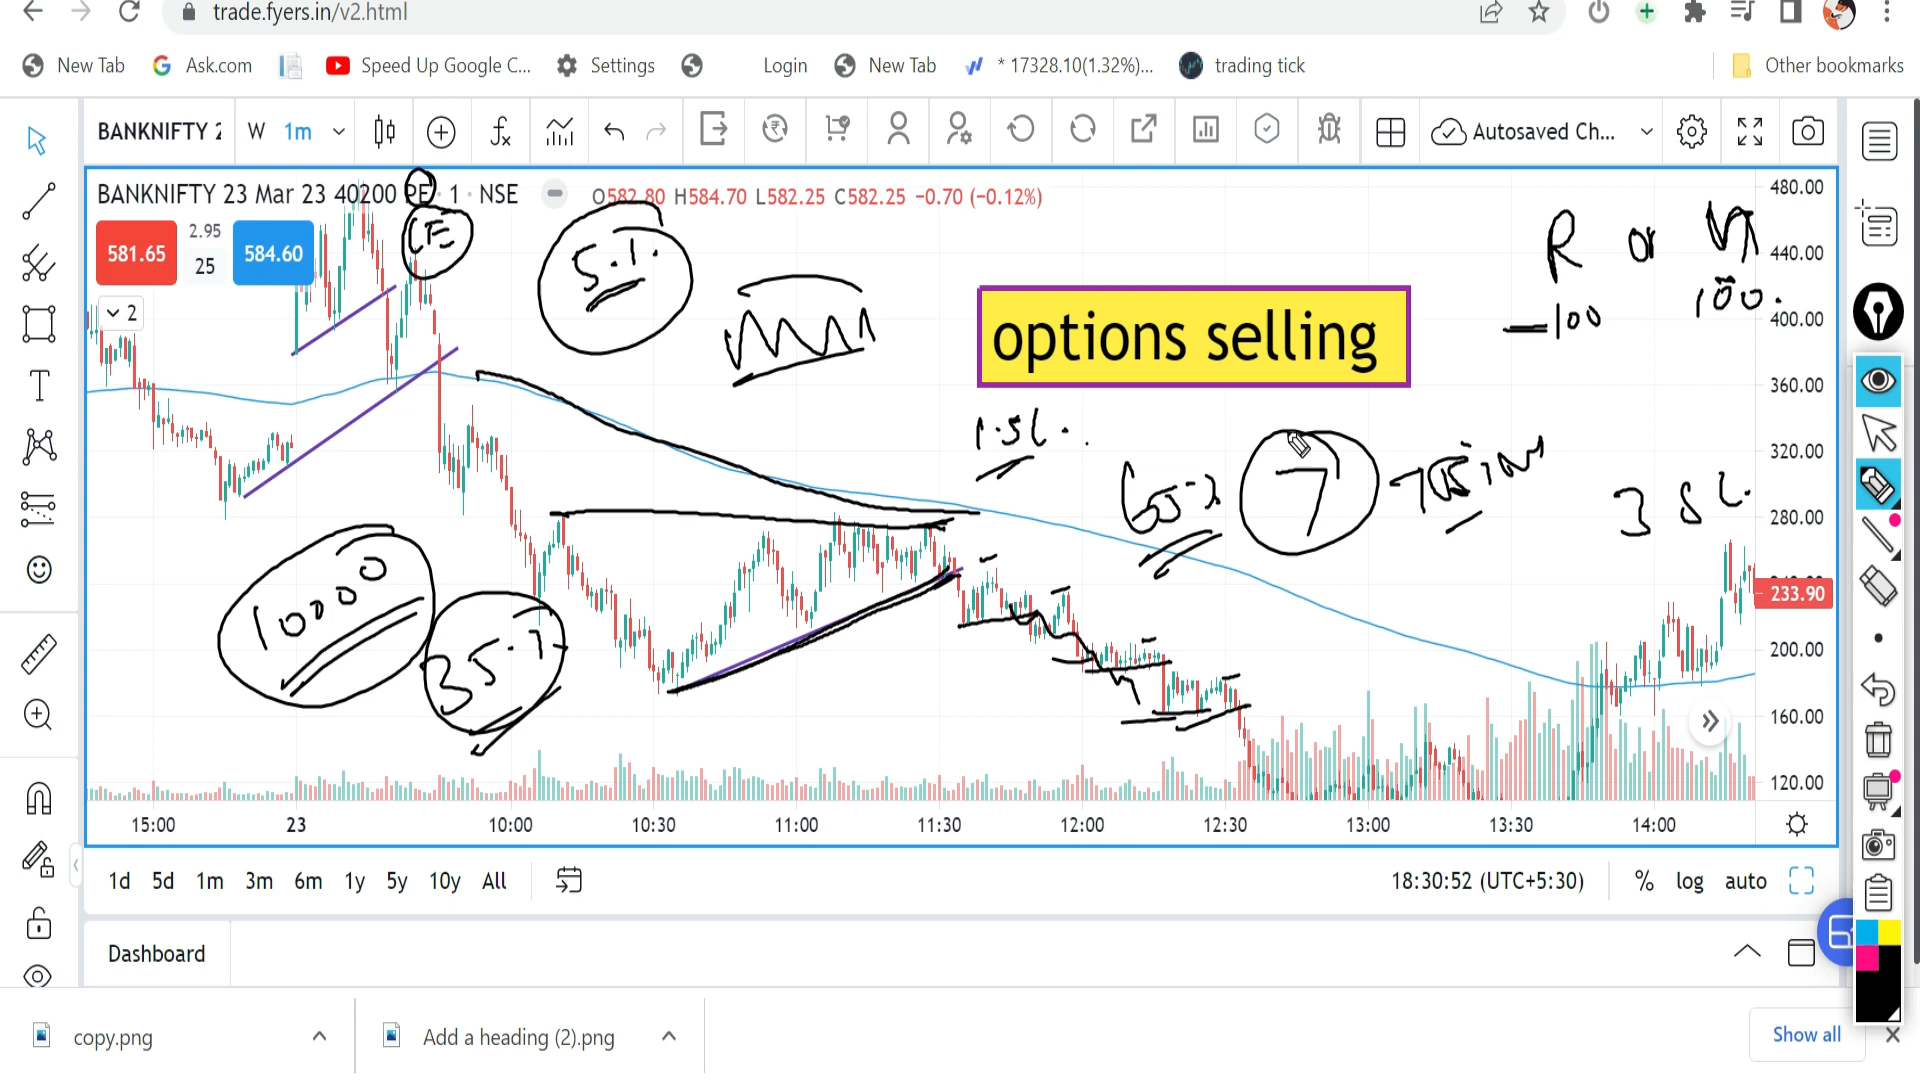 trade.fyers.in/v2.html
New Tab Ask.com Speed Up Google C... Settings Login New Tab * 17328.10(1.32%)... trading tick Other bookmarks
BANKNIFTY 2 W 1m Autosaved Ch...
BANKNIFTY 23 Mar 23 40200 PE · 1 · NSE O582.80 H584.70 L582.25 C582.25 −0.70 (−0.12%)
581.65 2.95 25 584.60
CE
2
5.1.
R or
-100 100.
options selling
7
1000
480.00
440.00
400.00
360.00
320.00
280.00
233.90
200.00
160.00
120.00
15:00 23 10:00 10:30 11:00 11:30 12:00 12:30 13:00 13:30 14:00
1d 5d 1m 3m 6m 1y 5y 10y All 18:30:52 (UTC+5:30) % log auto
Dashboard
copy.png Add a heading (2).png Show all